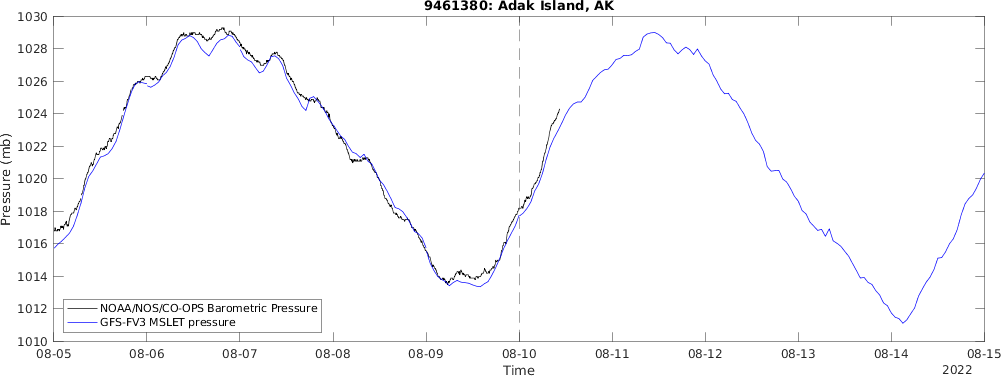 9461380: Adak Island, AK
Pressure (mb)
1030
1028
1026
1024
1022
1020
1018
1016
1014
1012
1010
NOAA/NOS/CO-OPS Barometric Pressure
GFS-FV3 MSLET pressure
08-05 08-06 08-07 08-08 08-09 08-10 08-11 08-12 08-13 08-14 08-15
Time
2022